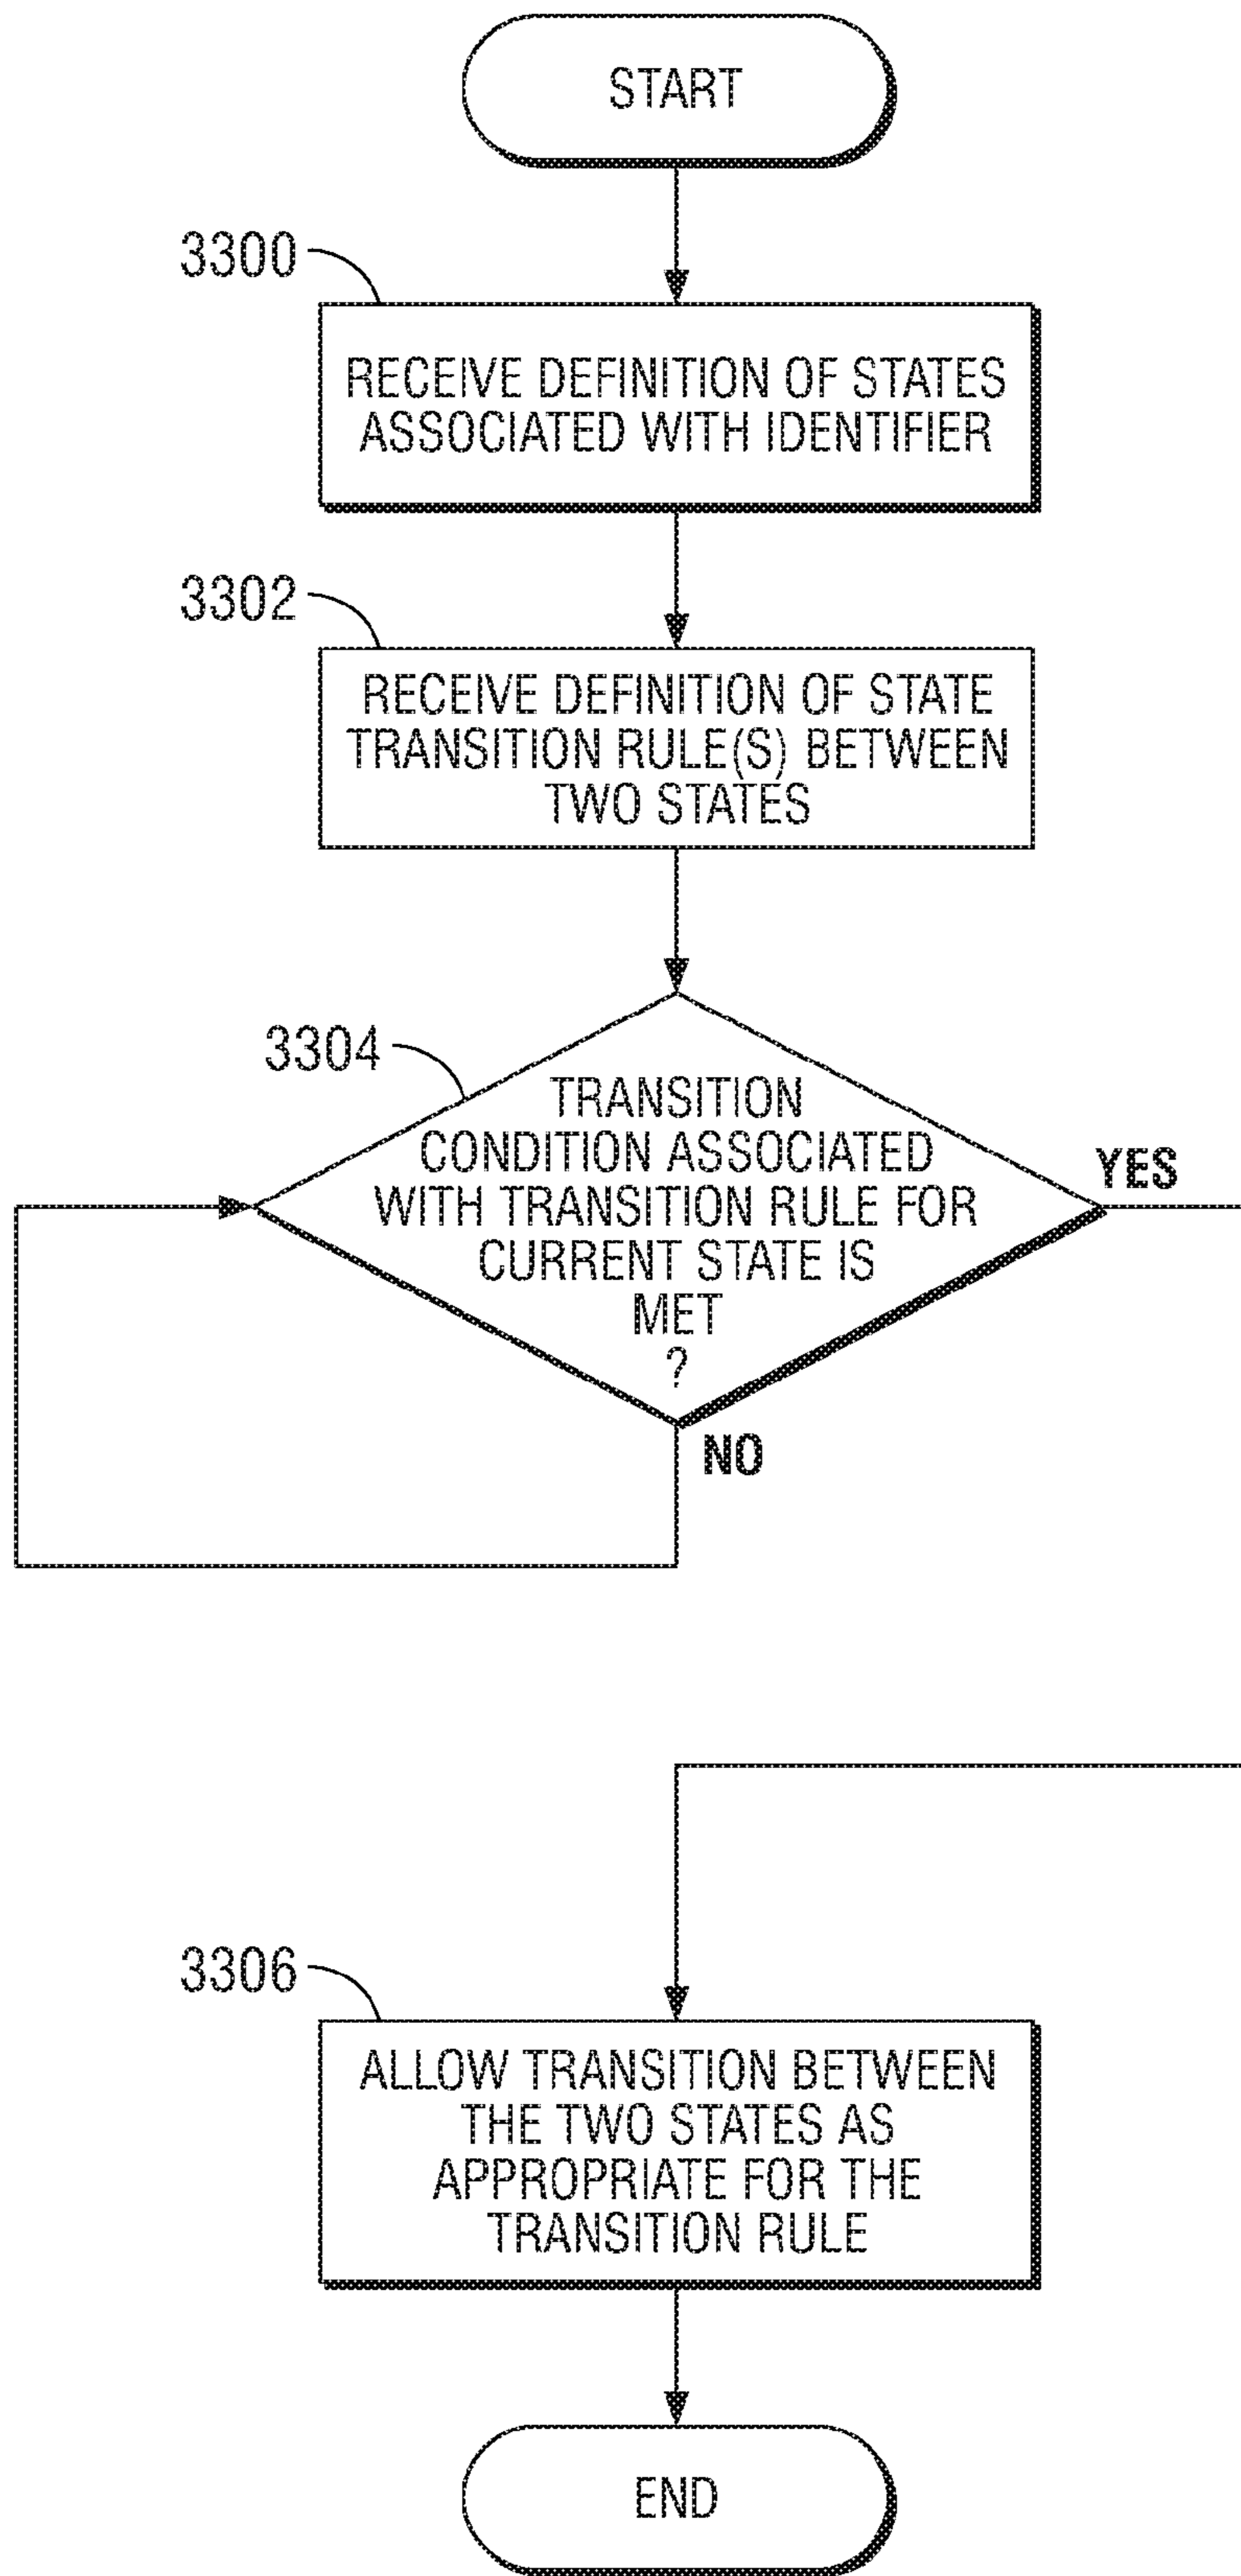 START
3300
RECEIVE DEFINITION OF STATES
ASSOCIATED WITH IDENTIFIER
3302
RECEIVE DEFINITION OF STATE
TRANSITION RULE(S) BETWEEN
TWO STATES
3304
TRANSITION
CONDITION ASSOCIATED
WITH TRANSITION RULE FOR
CURRENT STATE IS
MET
?
YES
NO
3306
ALLOW TRANSITION BETWEEN
THE TWO STATES AS
APPROPRIATE FOR THE
TRANSITION RULE
END